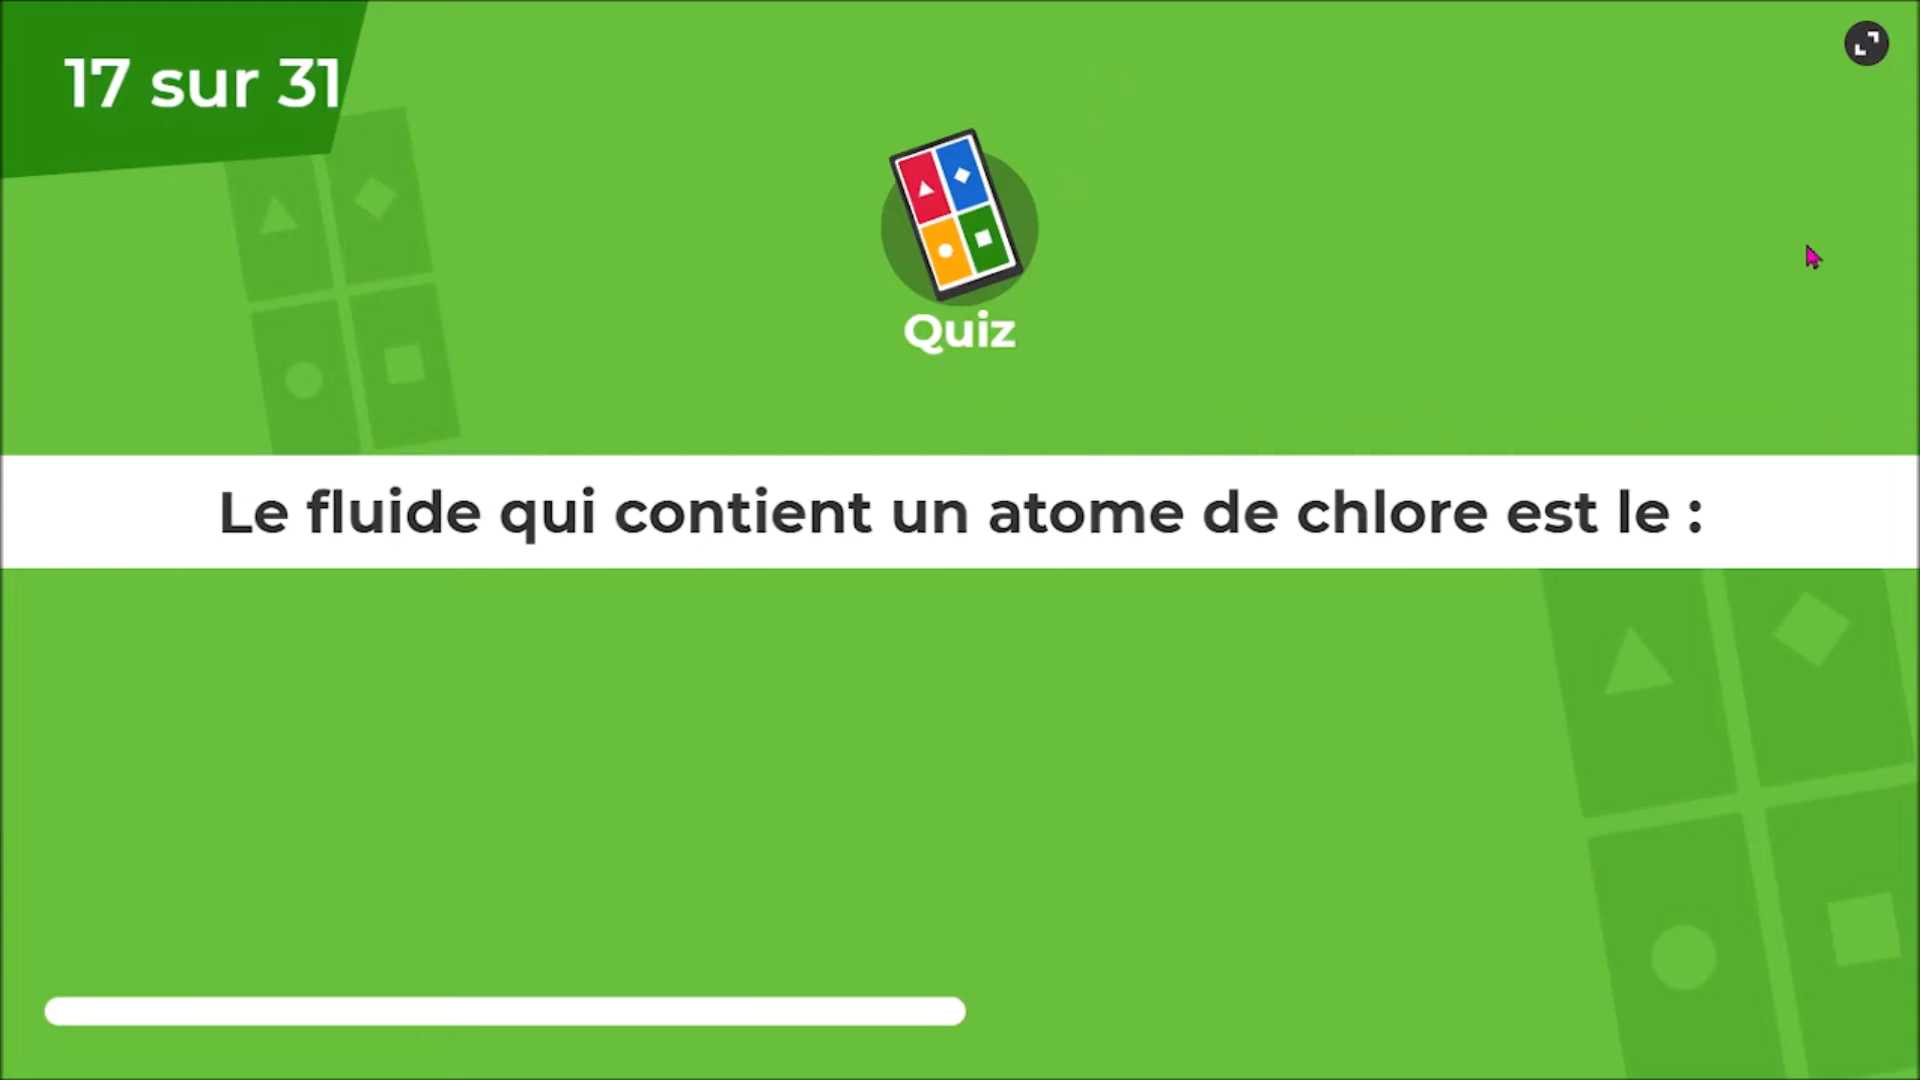 17 sur 31
Quiz
Le fluide qui contient un atome de chlore est le :